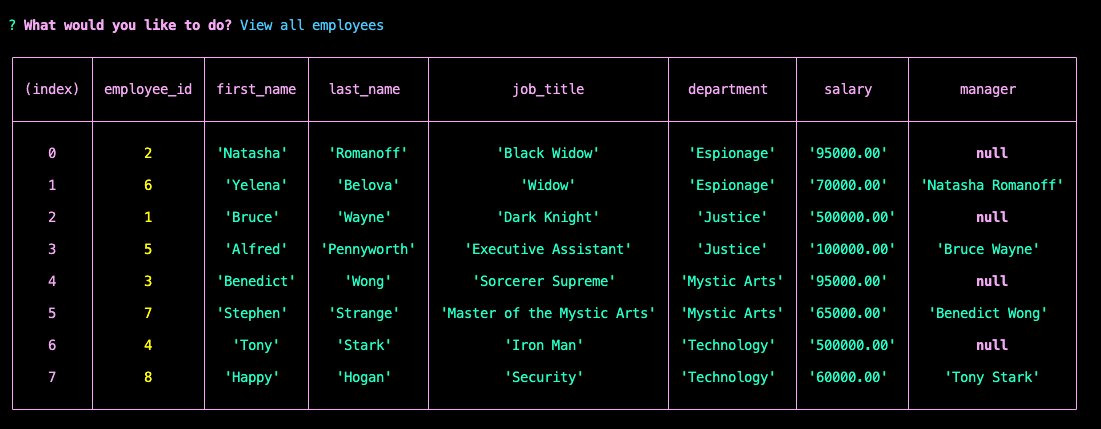 ? What would you like to do? View all employees
(index) employee_id first_name last_name job_title department salary manager
0 2 'Natasha' 'Romanoff' 'Black Widow' 'Espionage' '95000.00' null
1 6 'Yelena' 'Belova' 'Widow' 'Espionage' '70000.00' 'Natasha Romanoff'
2 1 'Bruce' 'Wayne' 'Dark Knight' 'Justice' '500000.00' null
3 5 'Alfred' 'Pennyworth' 'Executive Assistant' 'Justice' '100000.00' 'Bruce Wayne'
4 3 'Benedict' 'Wong' 'Sorcerer Supreme' 'Mystic Arts' '95000.00' null
5 7 'Stephen' 'Strange' 'Master of the Mystic Arts' 'Mystic Arts' '65000.00' 'Benedict Wong'
6 4 'Tony' 'Stark' 'Iron Man' 'Technology' '500000.00' null
7 8 'Happy' 'Hogan' 'Security' 'Technology' '60000.00' 'Tony Stark'